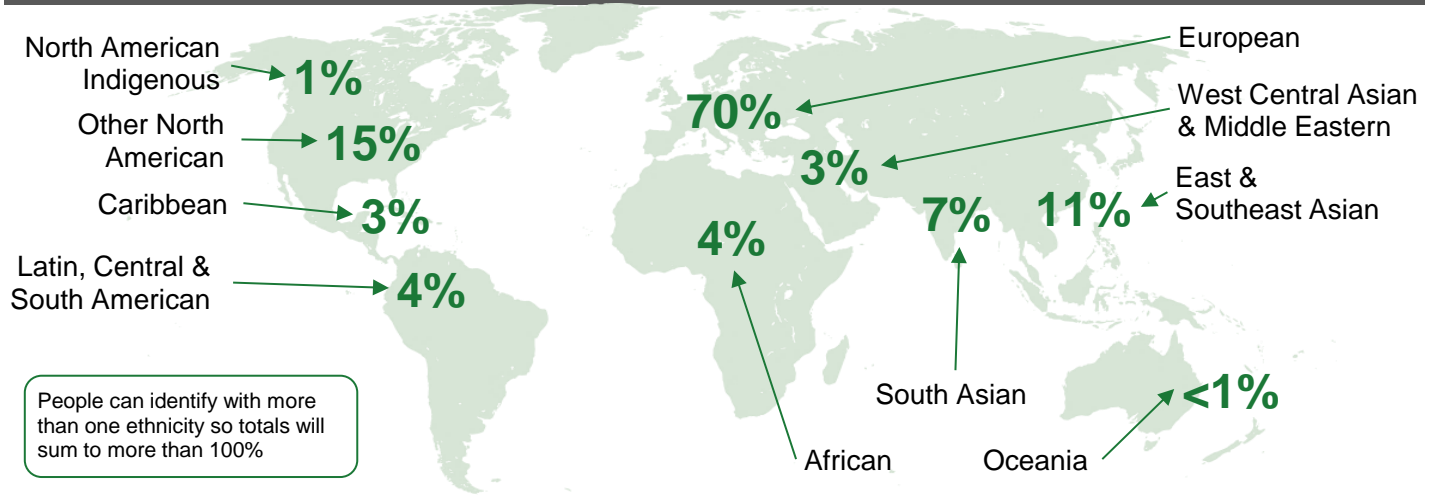 North American
Indigenous
1%
Other North
American
15%
Caribbean
3%
Latin, Central &
South American
4%
European
70%
West Central Asian
& Middle Eastern
3%
East &
Southeast Asian
11%
7%
South Asian
4%
African
Oceania
<1%
People can identify with more
than one ethnicity so totals will
sum to more than 100%